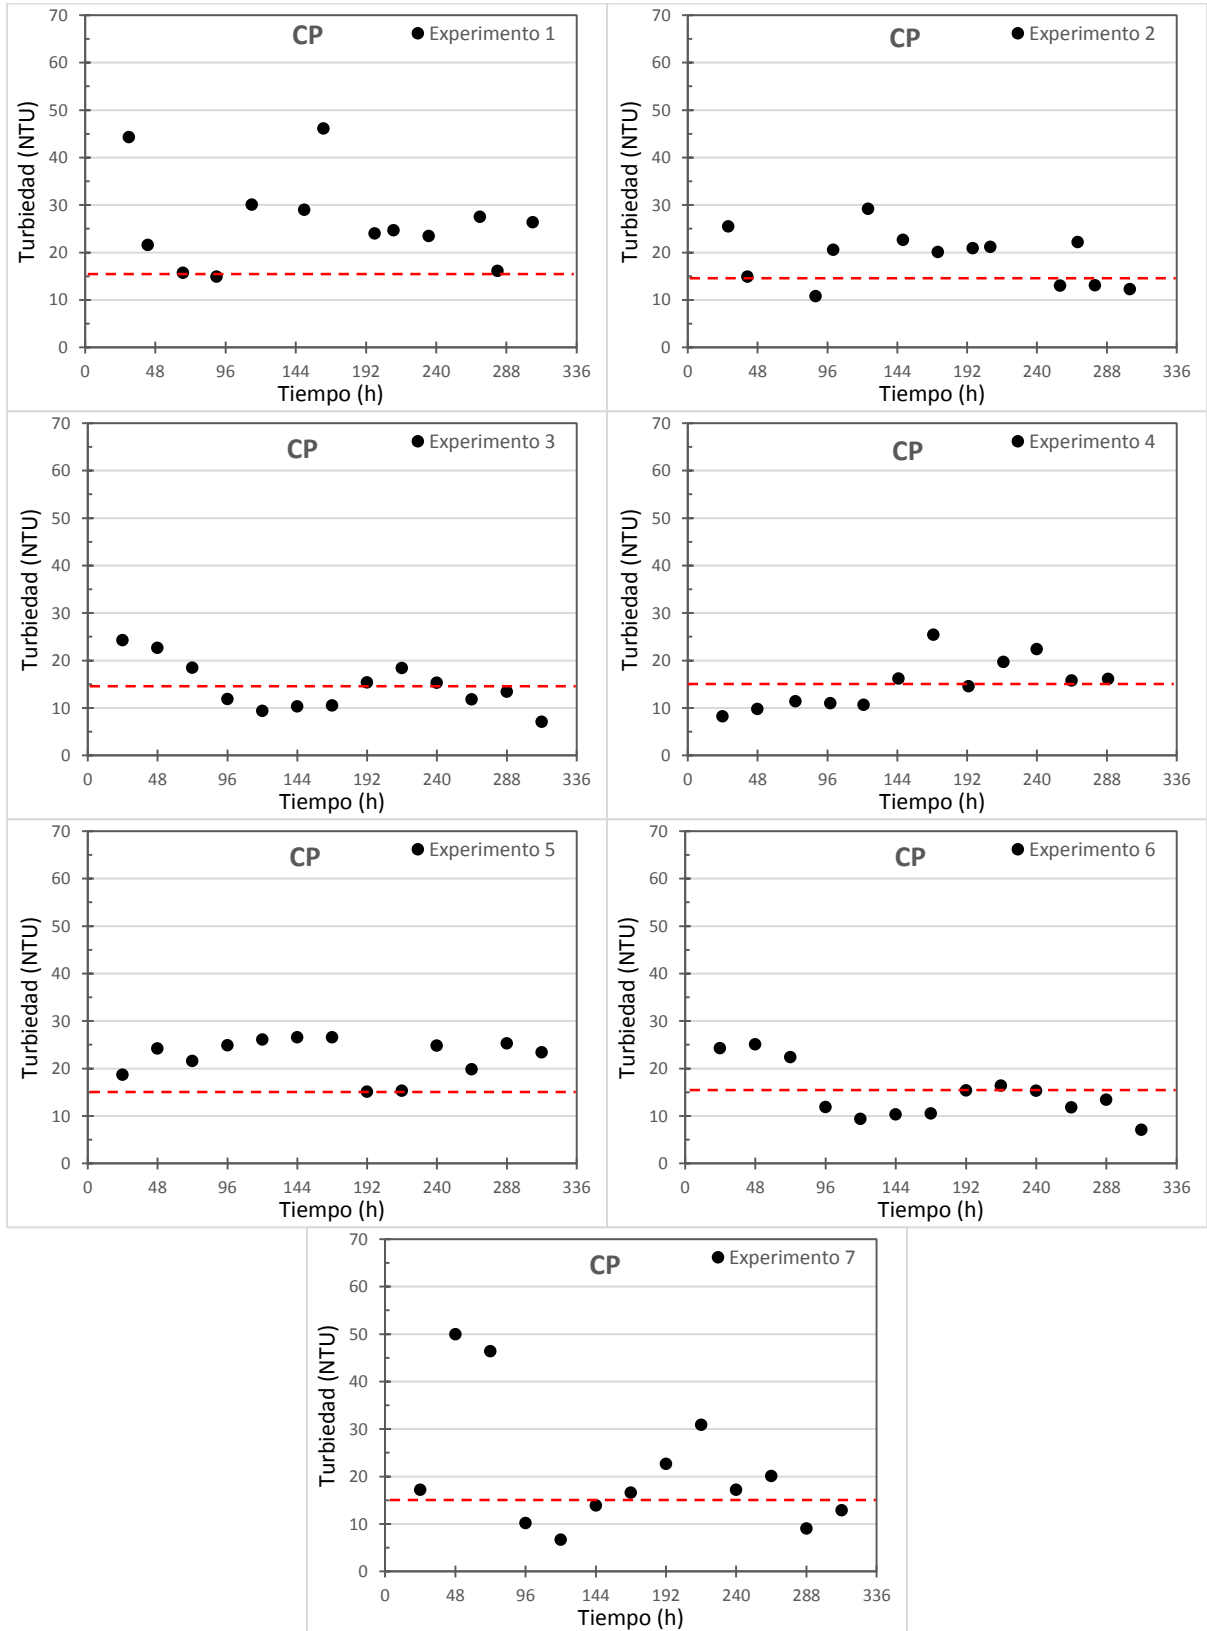 CP
Experimento 1
Turbiedad (NTU)
70
60
50
40
30
20
10
0
0 48 96 144 192 240 288 336
Tiempo (h)
CP
Experimento 2
Turbiedad (NTU)
70
60
50
40
30
20
10
0
0 48 96 144 192 240 288 336
Tiempo (h)
CP
Experimento 3
Turbiedad (NTU)
70
60
50
40
30
20
10
0
0 48 96 144 192 240 288 336
Tiempo (h)
CP
Experimento 4
Turbiedad (NTU)
70
60
50
40
30
20
10
0
0 48 96 144 192 240 288 336
Tiempo (h)
CP
Experimento 5
Turbiedad (NTU)
70
60
50
40
30
20
10
0
0 48 96 144 192 240 288 336
Tiempo (h)
CP
Experimento 6
Turbiedad (NTU)
70
60
50
40
30
20
10
0
0 48 96 144 192 240 288 336
Tiempo (h)
CP
Experimento 7
Turbiedad (NTU)
70
60
50
40
30
20
10
0
0 48 96 144 192 240 288 336
Tiempo (h)